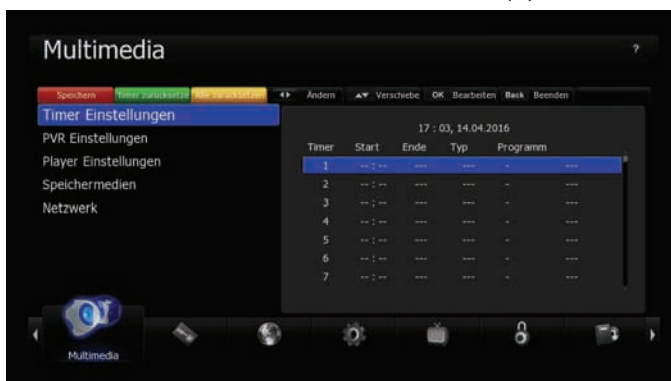 Multimedia
?
Speichern Timer zurücksetze Alle zurücksetzen Ändern Verschiebe OK Bearbeiten Back Beenden
Timer Einstellungen
PVR Einstellungen
Player Einstellungen
Speichermedien
Netzwerk
17 : 03, 14.04.2016
Timer Start Ende Typ Programm
1 -- : -- --- --- - ---
2 -- : -- --- --- - ---
3 -- : -- --- --- - ---
4 -- : -- --- --- - ---
5 -- : -- --- --- - ---
6 -- : -- --- --- - ---
7 -- : -- --- --- - ---
Multimedia